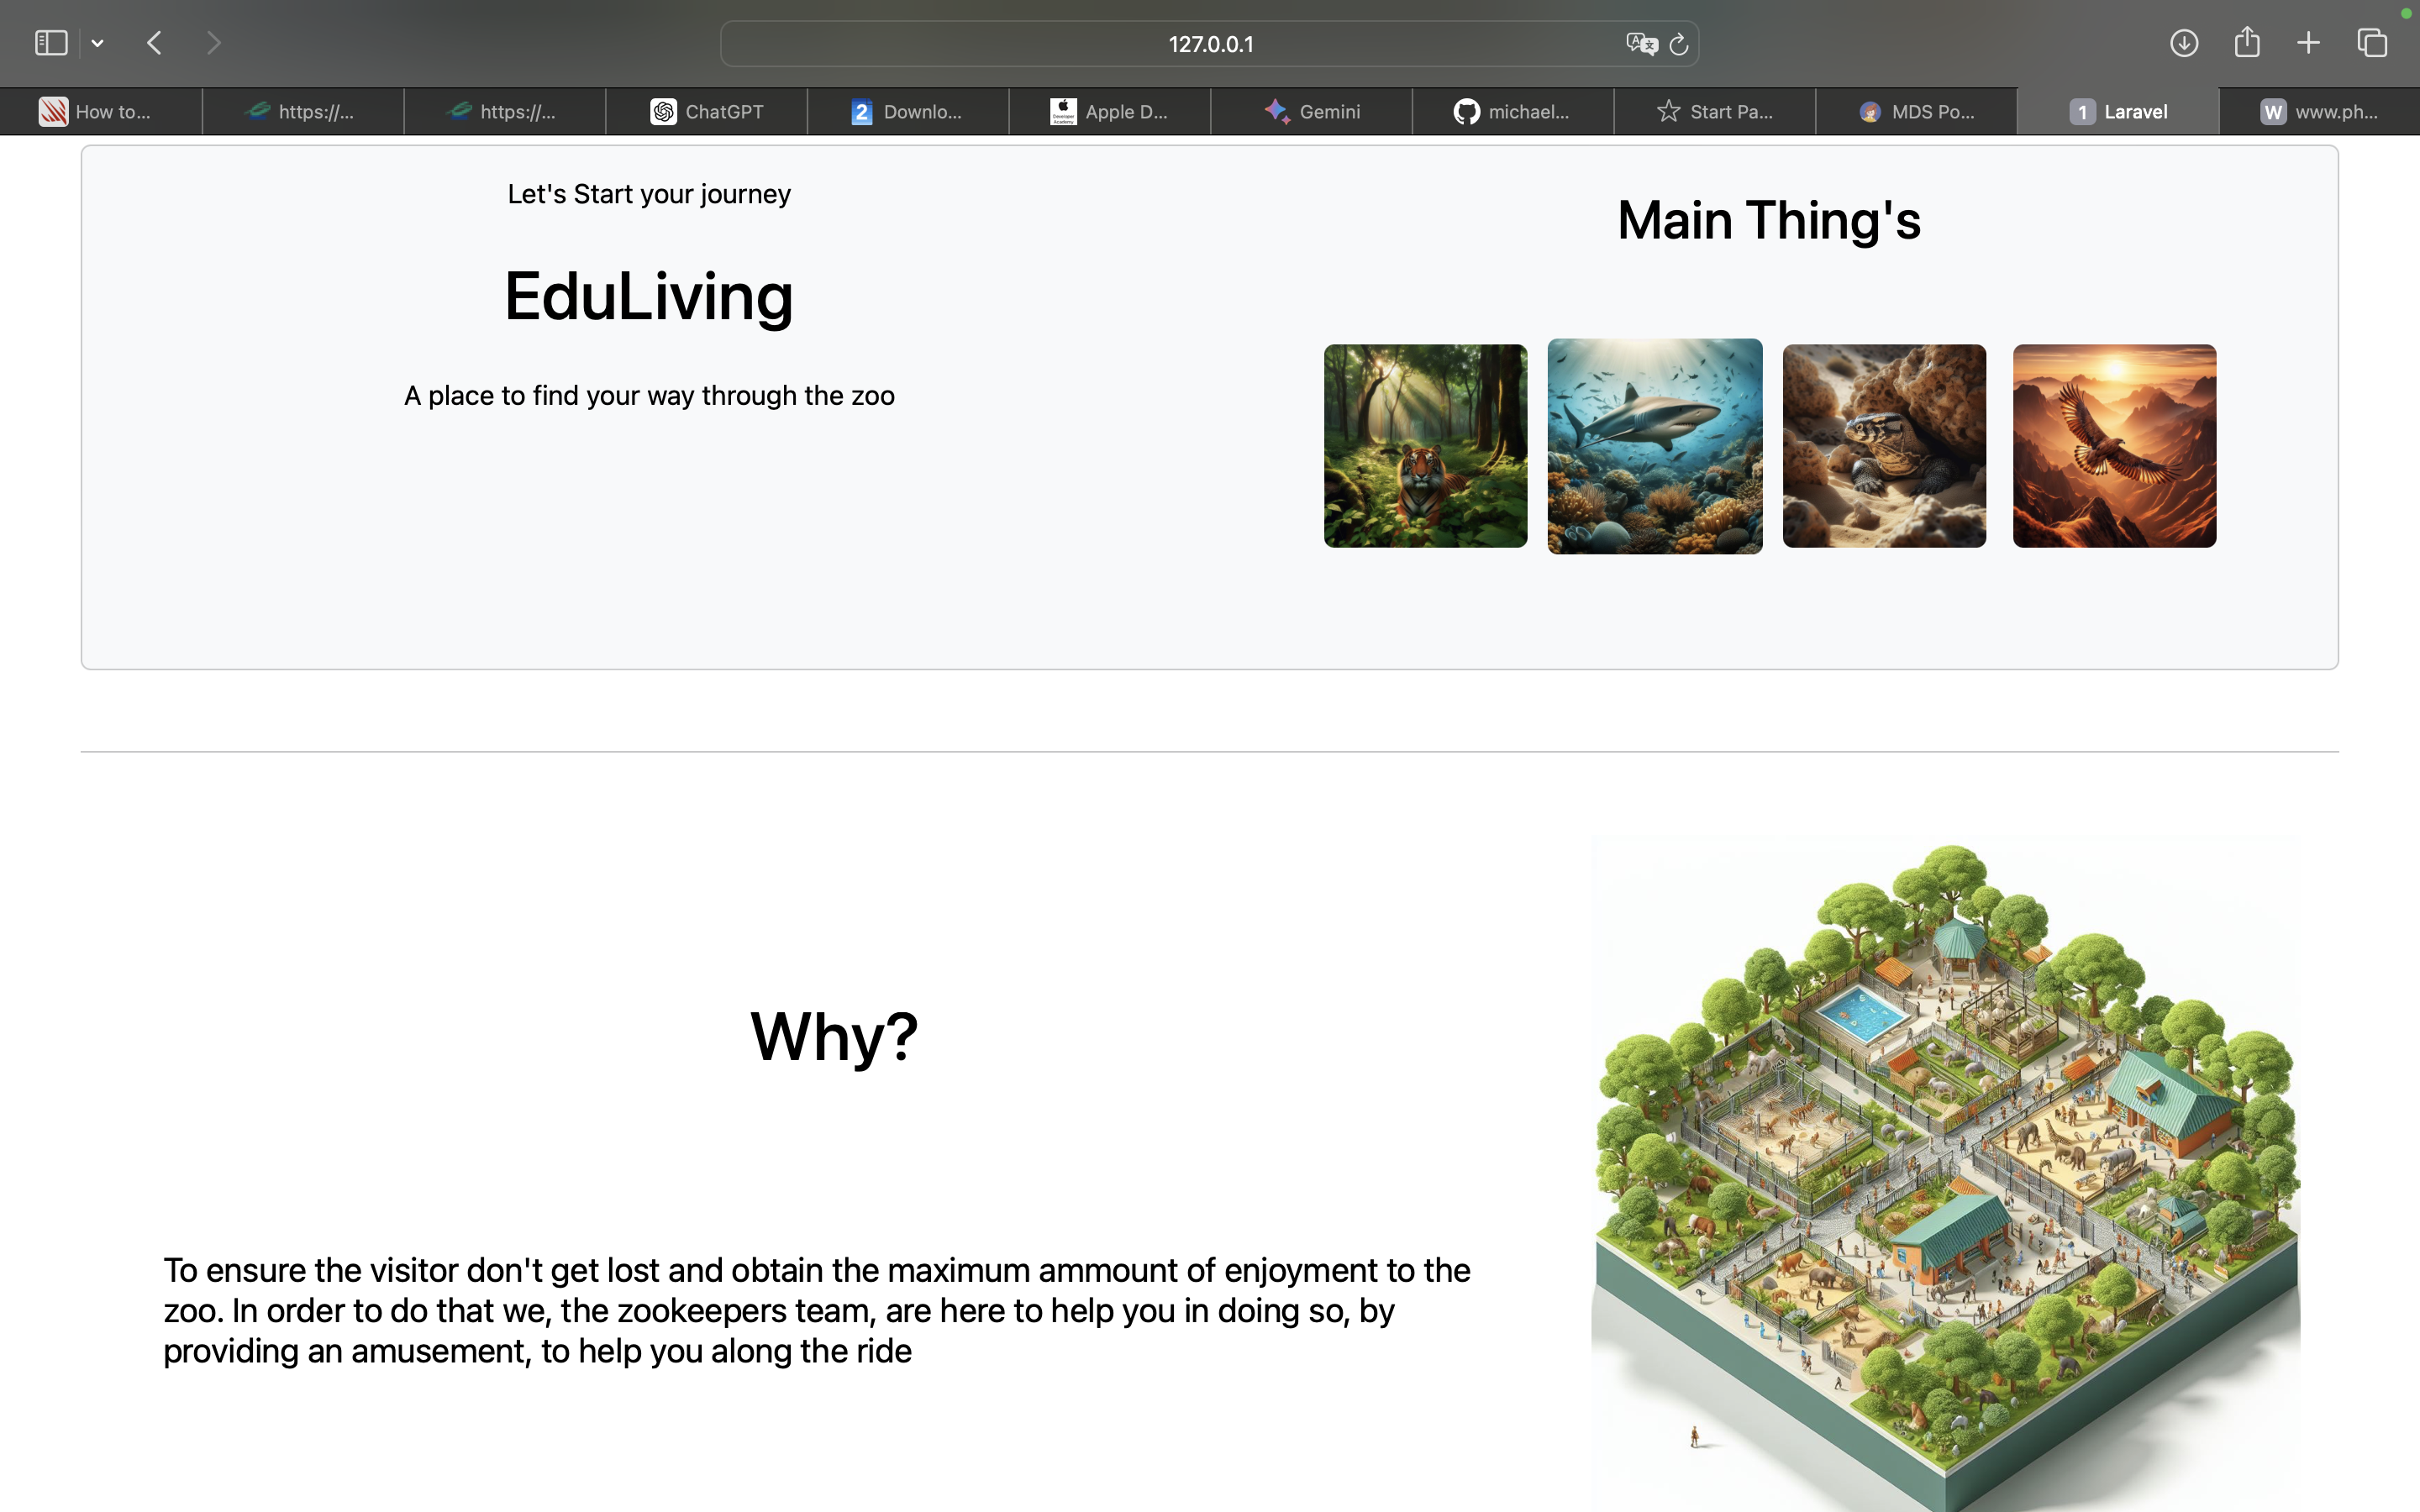 127.0.0.1
How to...
https://...
https://...
ChatGPT
2 Downlo...
Apple D...
Gemini
michael...
Start Pa...
MDS Po...
1 Laravel
W www.ph...
Let's Start your journey
EduLiving
A place to find your way through the zoo
Main Thing's
Why?
To ensure the visitor don't get lost and obtain the maximum ammount of enjoyment to the
zoo. In order to do that we, the zookeepers team, are here to help you in doing so, by
providing an amusement, to help you along the ride